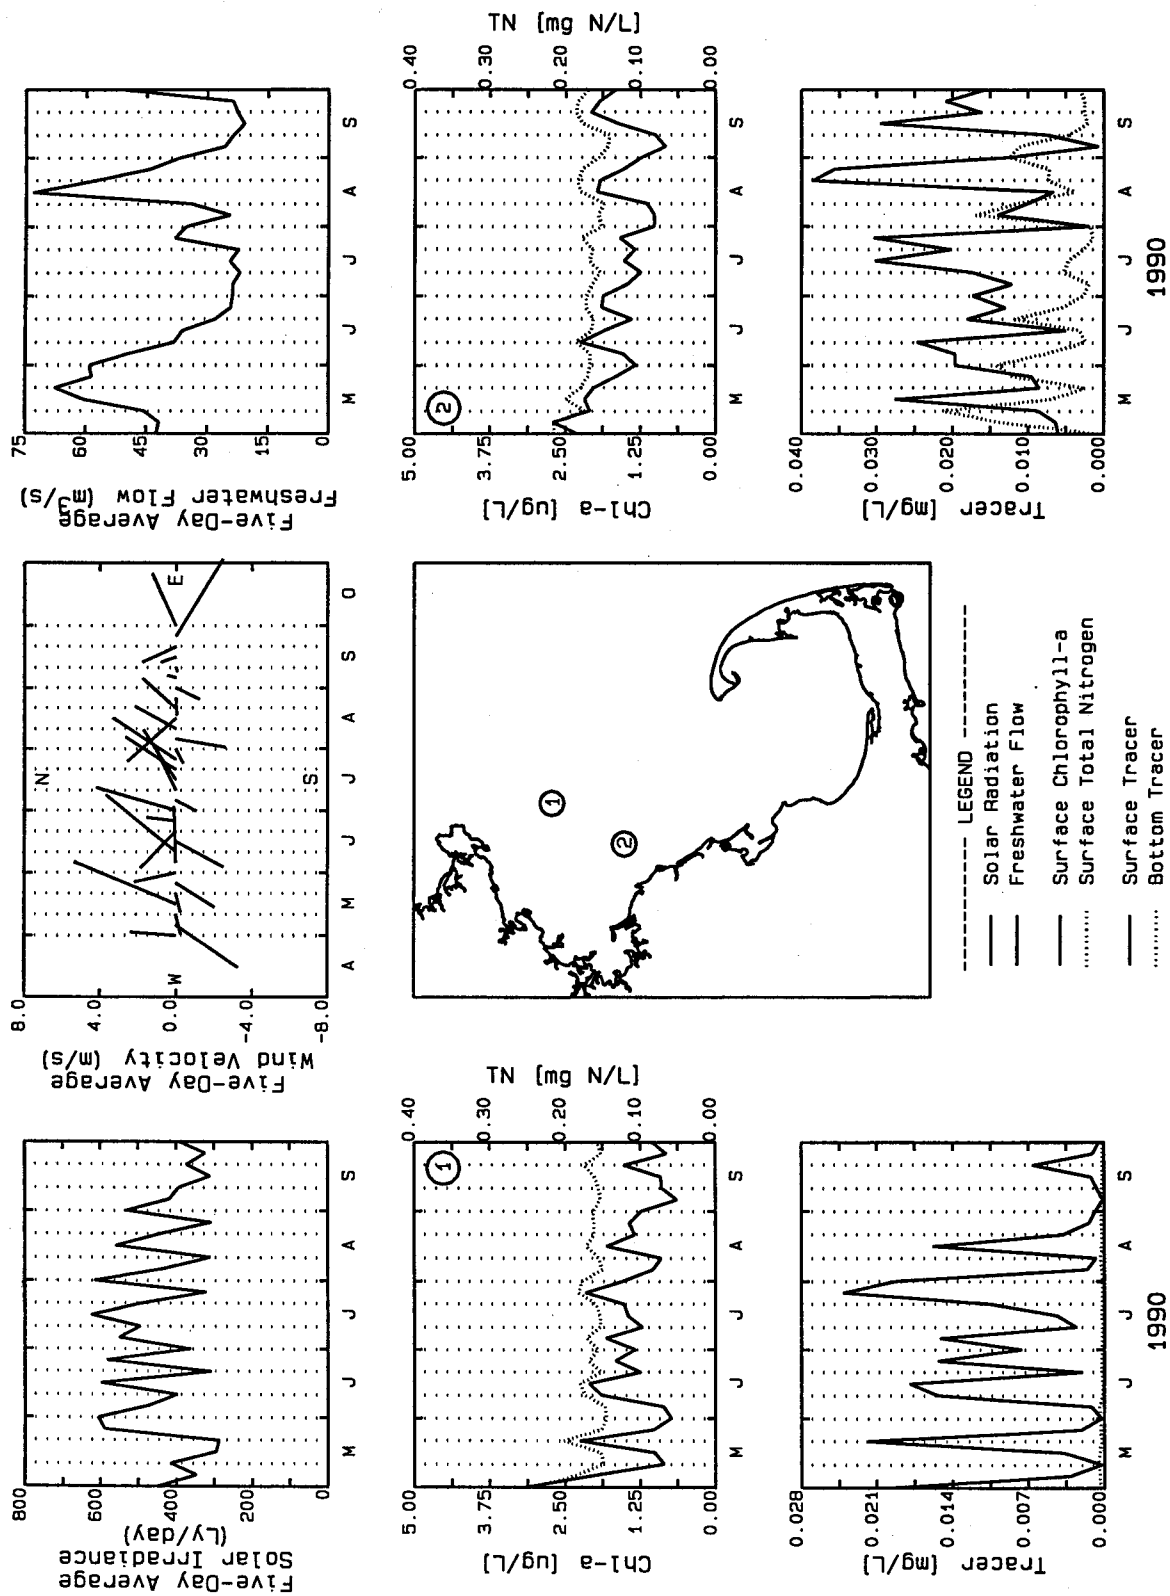 Five-Day Average
Solar Irradiance
(Ly/day)
800
600
400
200
0
M J J A S
Five-Day Average
Wind Velocity (m/s)
8.0
4.0
0.0
-4.0
-8.0
N
W
E
S
A M J J A S O
Five-Day Average
Freshwater Flow (m3/s)
75
60
45
30
15
0
M J J A S
Chl-a [ug/L]
5.00
3.75
2.50
1.25
0.00
1
TN [mg N/L]
0.40
0.30
0.20
0.10
0.00
M J J A S
1
2
Chl-a [ug/L]
5.00
3.75
2.50
1.25
0.00
2
TN [mg N/L]
0.40
0.30
0.20
0.10
0.00
M J J A S
Tracer [mg/L]
0.028
0.021
0.014
0.007
0.000
M J J A S
1990
LEGEND
Solar Radiation
Freshwater Flow
Surface Chlorophyll-a
Surface Total Nitrogen
Surface Tracer
Bottom Tracer
Tracer [mg/L]
0.040
0.030
0.020
0.010
0.000
M J J A S
1990